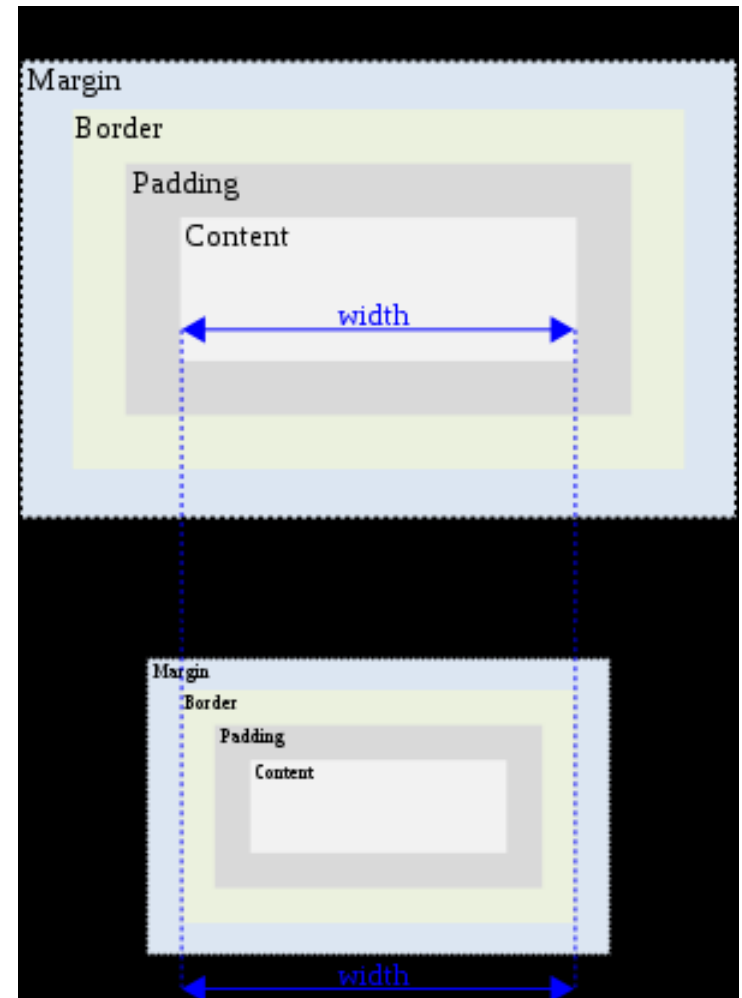 Margin
Border
Padding
Content
width
Margin
Border
Padding
Content
width